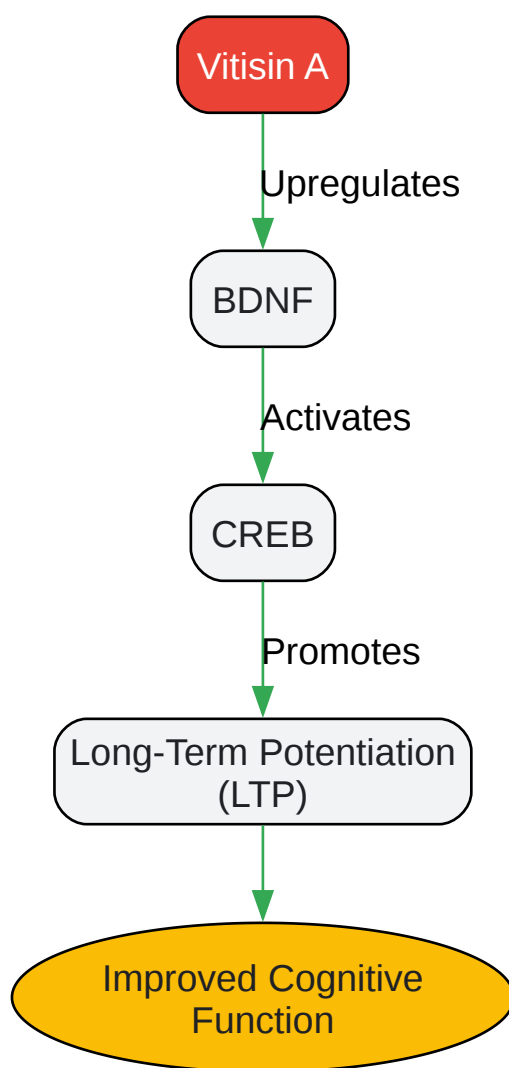 Vitisin A
Upregulates
BDNF
Activates
CREB
Promotes
Long-Term Potentiation
(LTP)
Improved Cognitive
Function